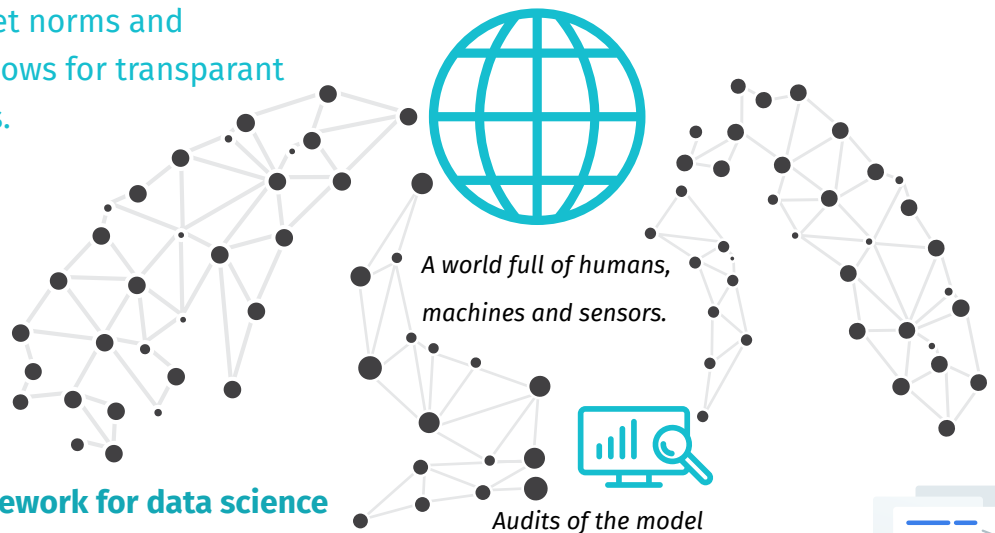 et norms and
ows for transparant
s.
A world full of humans,
machines and sensors.
ework for data science
Audits of the model